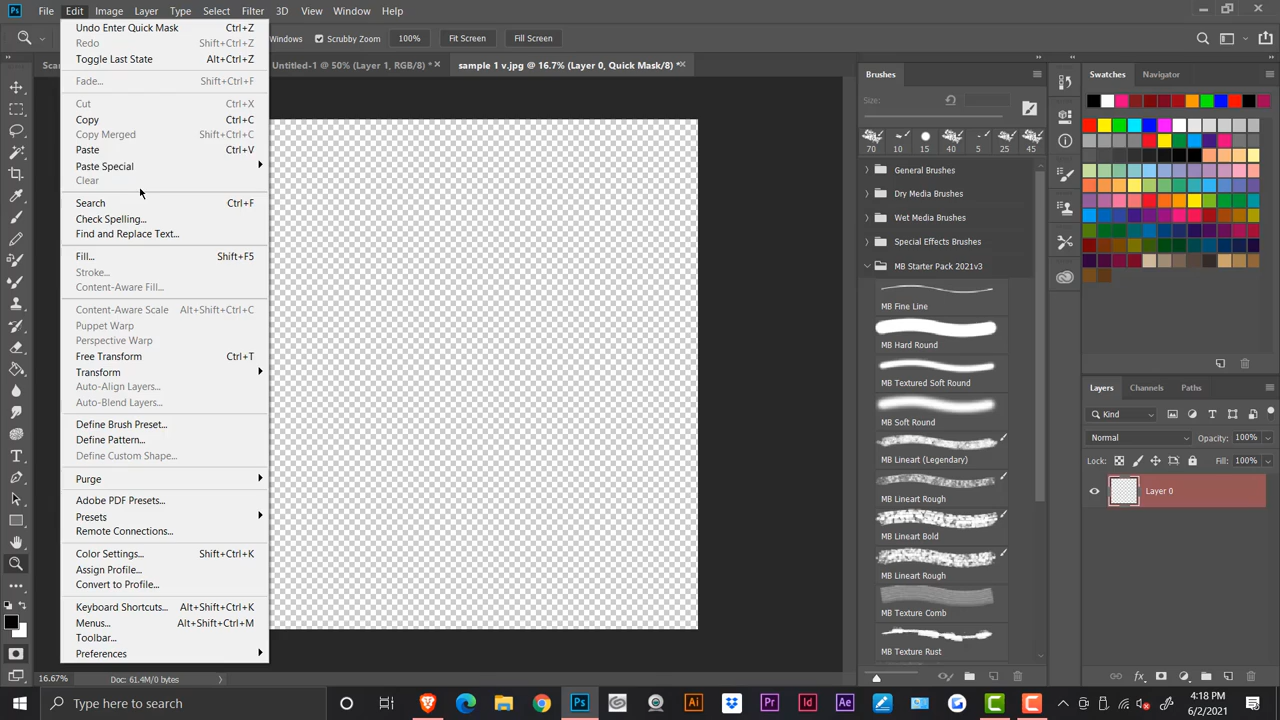 Ps File Edit Image Layer Type Select Filter 3D View Window Help
Windows Scrubby Zoom 100% Fit Screen Fill Screen
Untitled-1 @ 50% (Layer 1, RGB/8) * sample 1 v.jpg @ 16.7% (Layer 0, Quick Mask/8) *
Undo Enter Quick Mask Ctrl+Z
Redo Shift+Ctrl+Z
Toggle Last State Alt+Ctrl+Z
Fade... Shift+Ctrl+F
Cut Ctrl+X
Copy Ctrl+C
Copy Merged Shift+Ctrl+C
Paste Ctrl+V
Paste Special
Clear
Search Ctrl+F
Check Spelling...
Find and Replace Text...
Fill... Shift+F5
Stroke...
Content-Aware Fill...
Content-Aware Scale Alt+Shift+Ctrl+C
Puppet Warp
Perspective Warp
Free Transform Ctrl+T
Transform
Auto-Align Layers...
Auto-Blend Layers...
Define Brush Preset...
Define Pattern...
Define Custom Shape...
Purge
Adobe PDF Presets...
Presets
Remote Connections...
Color Settings... Shift+Ctrl+K
Assign Profile...
Convert to Profile...
Keyboard Shortcuts... Alt+Shift+Ctrl+K
Menus... Alt+Shift+Ctrl+M
Toolbar...
Preferences
Brushes
Size:
70 10 15 5 25 45
General Brushes
Dry Media Brushes
Wet Media Brushes
Special Effects Brushes
MB Starter Pack 2021v3
MB Fine Line
MB Hard Round
MB Textured Soft Round
MB Soft Round
MB Lineart (Legendary)
MB Lineart Rough
MB Lineart Bold
MB Lineart Rough
MB Texture Comb
MB Texture Rust
Swatches Navigator
Layers Channels Paths
Kind
Normal Opacity: 100%
Lock: Fill: 100%
Layer 0
16.67% Doc: 61.4M/0 bytes
Type here to search
Ps Ai Pr Id Ae
4:18 PM
6/2/2021